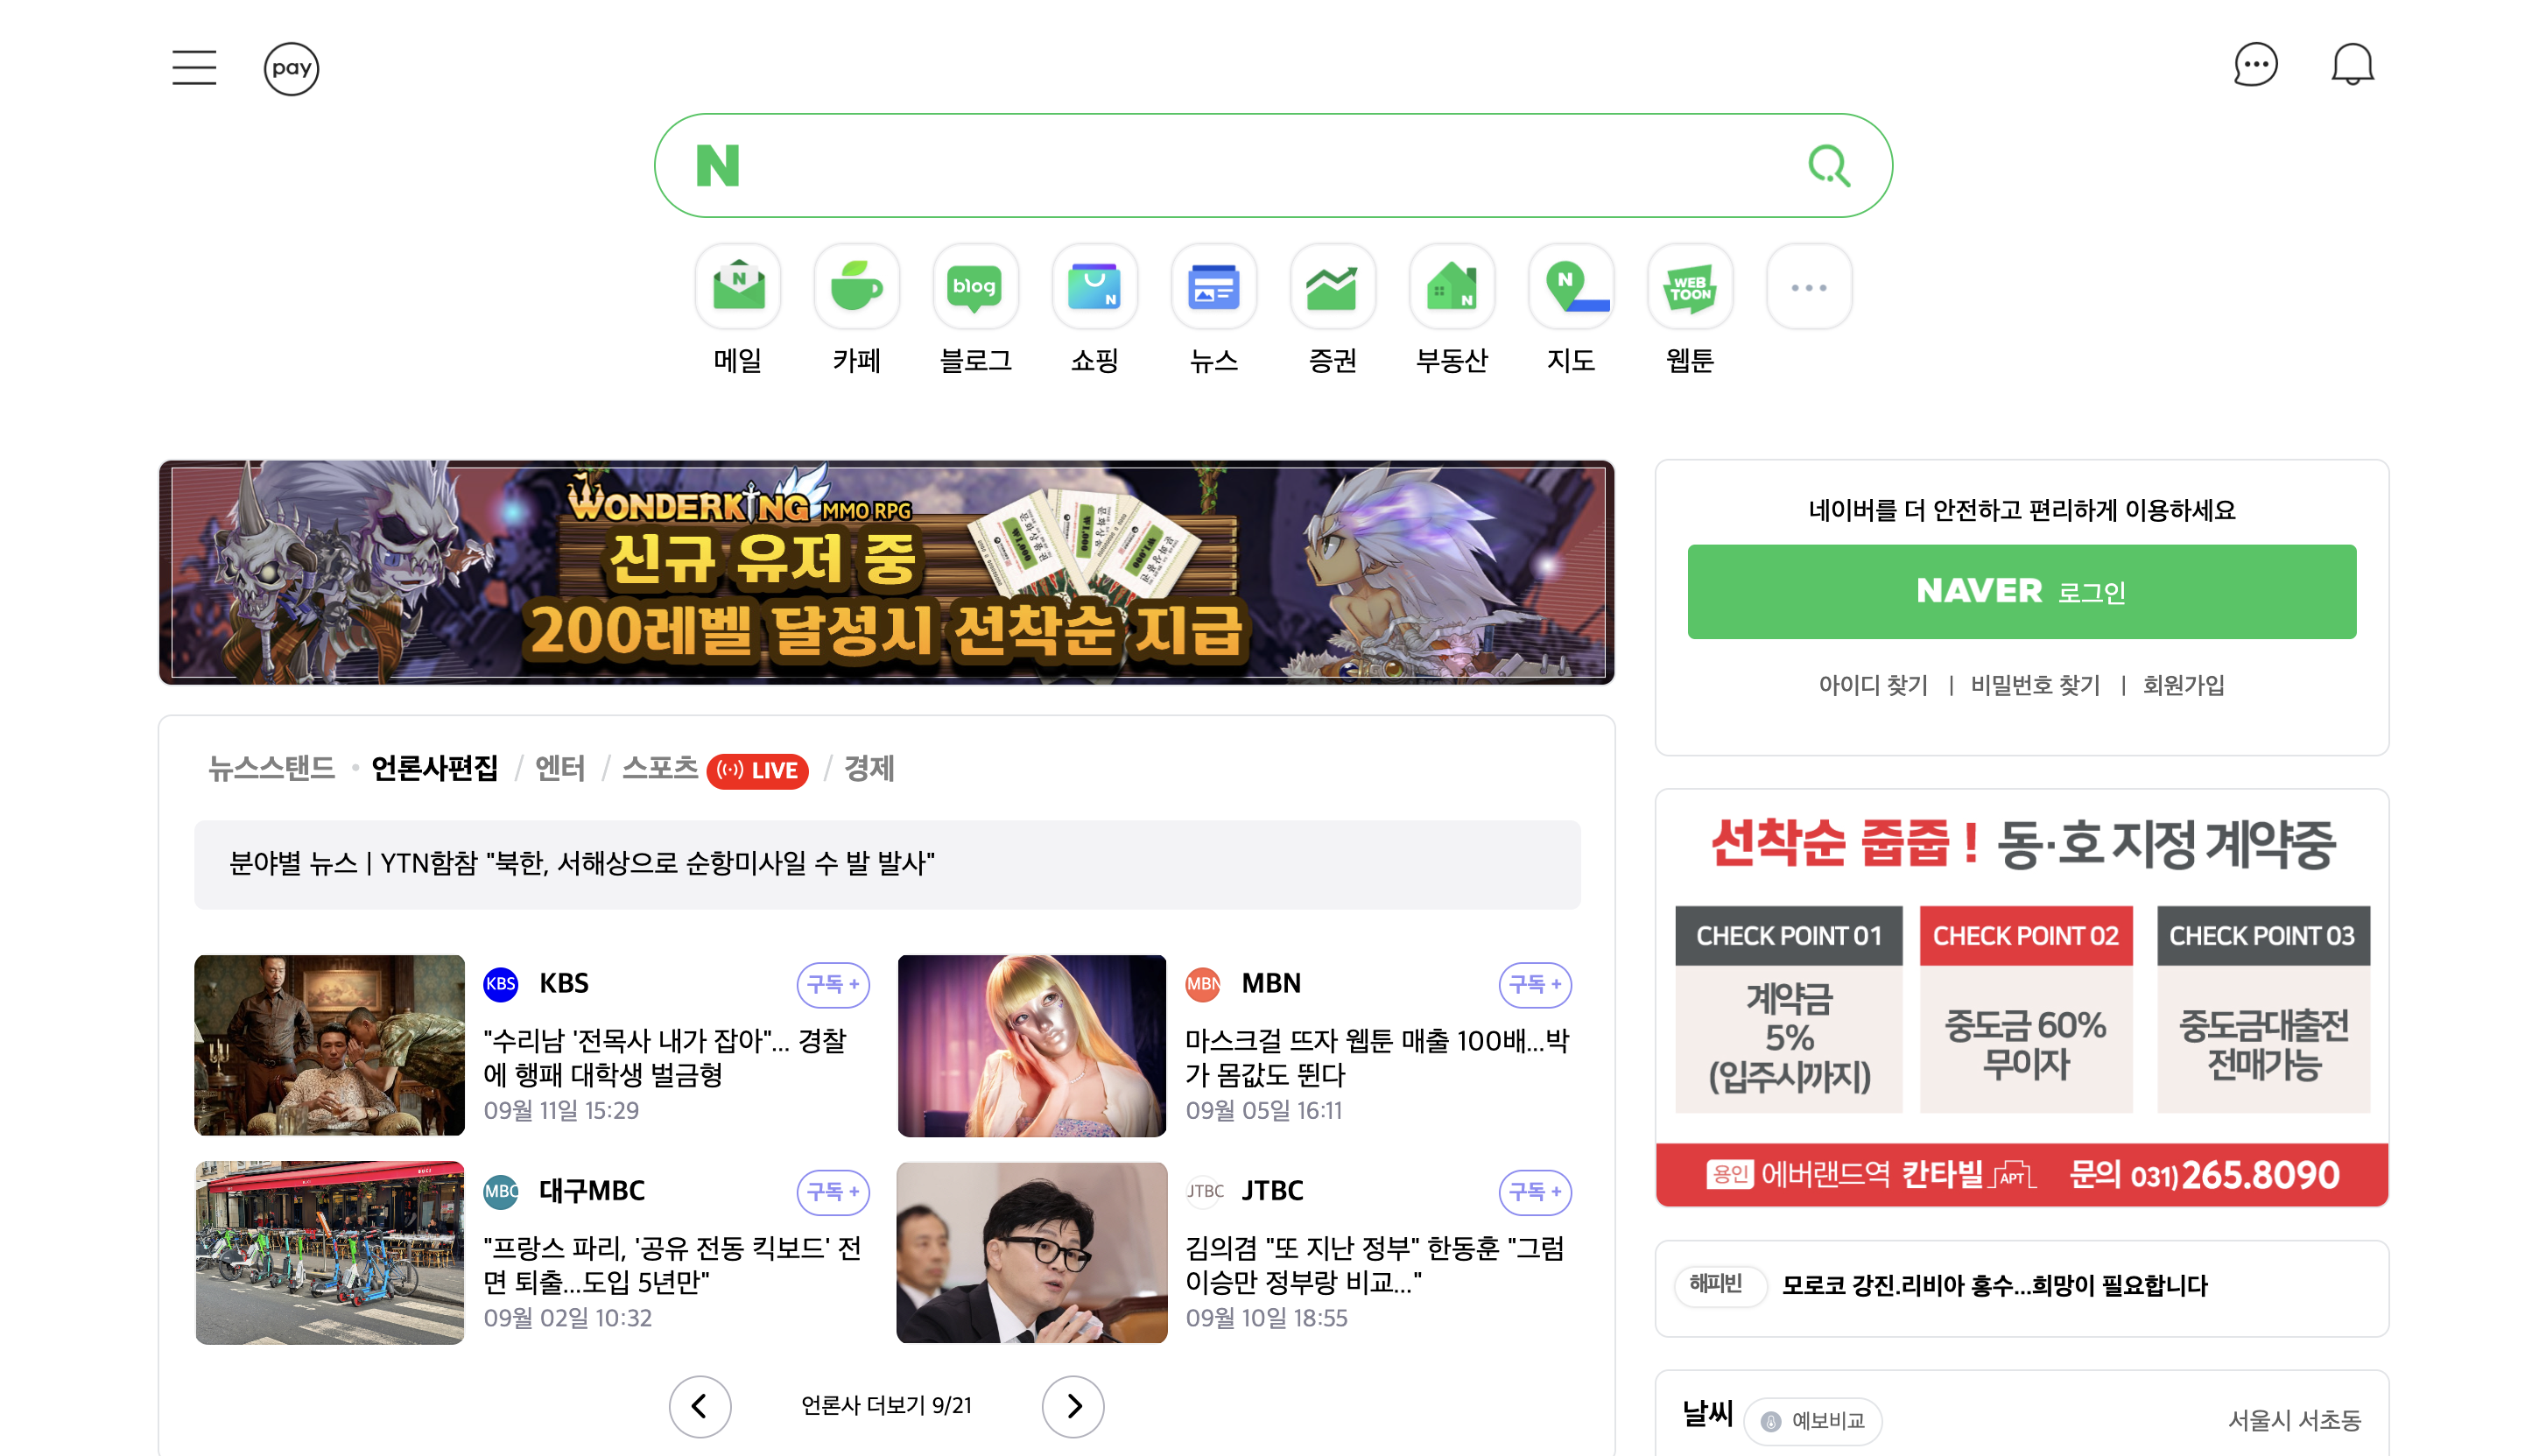 pay
N
메일
카페
blog
블로그
N
쇼핑
뉴스
증권
N
부동산
N
지도
WEB
TOON
웹툰
WONDERKING MMO RPG
신규 유저 중
200레벨 달성시 선착순 지급
네이버를 더 안전하고 편리하게 이용하세요
NAVER 로그인
아이디 찾기 | 비밀번호 찾기 | 회원가입
뉴스스탠드 • 언론사편집 / 엔터 / 스포츠 LIVE / 경제
분야별 뉴스 | YTN함참 "북한, 서해상으로 순항미사일 수 발 발사"
KBS KBS 구독 +
"수리남 '전목사 내가 잡아"... 경찰
에 행패 대학생 벌금형
09월 11일 15:29
MBN MBN 구독 +
마스크걸 뜨자 웹툰 매출 100배...박
가 몸값도 뛴다
09월 05일 16:11
MBC 대구MBC 구독 +
"프랑스 파리, '공유 전동 킥보드' 전
면 퇴출...도입 5년만"
09월 02일 10:32
JTBC JTBC 구독 +
김의겸 "또 지난 정부" 한동훈 "그럼
이승만 정부랑 비교..."
09월 10일 18:55
언론사 더보기 9/21
선착순 줍줍 ! 동·호 지정 계약중
CHECK POINT 01
계약금
5%
(입주시까지)
CHECK POINT 02
중도금 60%
무이자
CHECK POINT 03
중도금대출전
전매가능
용인 에버랜드역 칸타빌 APT 문의 031)265.8090
해피빈 모로코 강진.리비아 홍수...희망이 필요합니다
날씨 예보비교 서울시 서초동